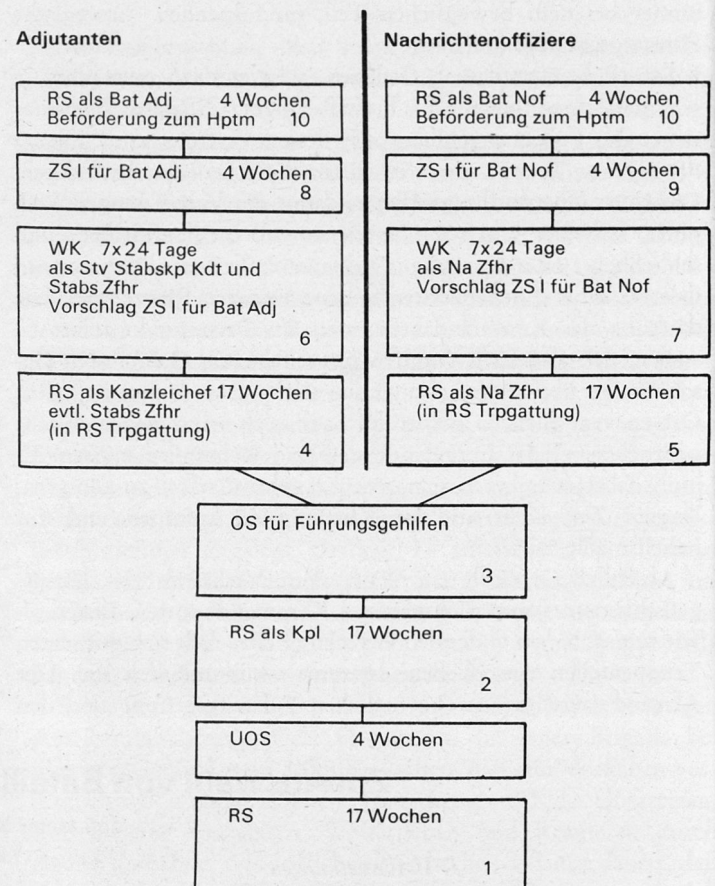 Adjutanten
RS als Bat Adj 4 Wochen
Beförderung zum Hptm 10
ZS I für Bat Adj 4 Wochen
8
WK 7x24 Tage
als Stv Stabskp Kdt und
Stabs Zfhr
Vorschlag ZS I für Bat Adj
6
RS als Kanzleichef 17 Wochen
evtl. Stabs Zfhr
(in RS Trpgattung)
4
Nachrichtenoffiziere
RS als Bat Nof 4 Wochen
Beförderung zum Hptm 10
ZS I für Bat Nof 4 Wochen
9
WK 7x24 Tage
als Na Zfhr
Vorschlag ZS I für Bat Nof
7
RS als Na Zfhr 17 Wochen
(in RS Trpgattung)
5
OS für Führungsgehilfen
3
RS als Kpl 17 Wochen
2
UOS 4 Wochen
RS 17 Wochen
1